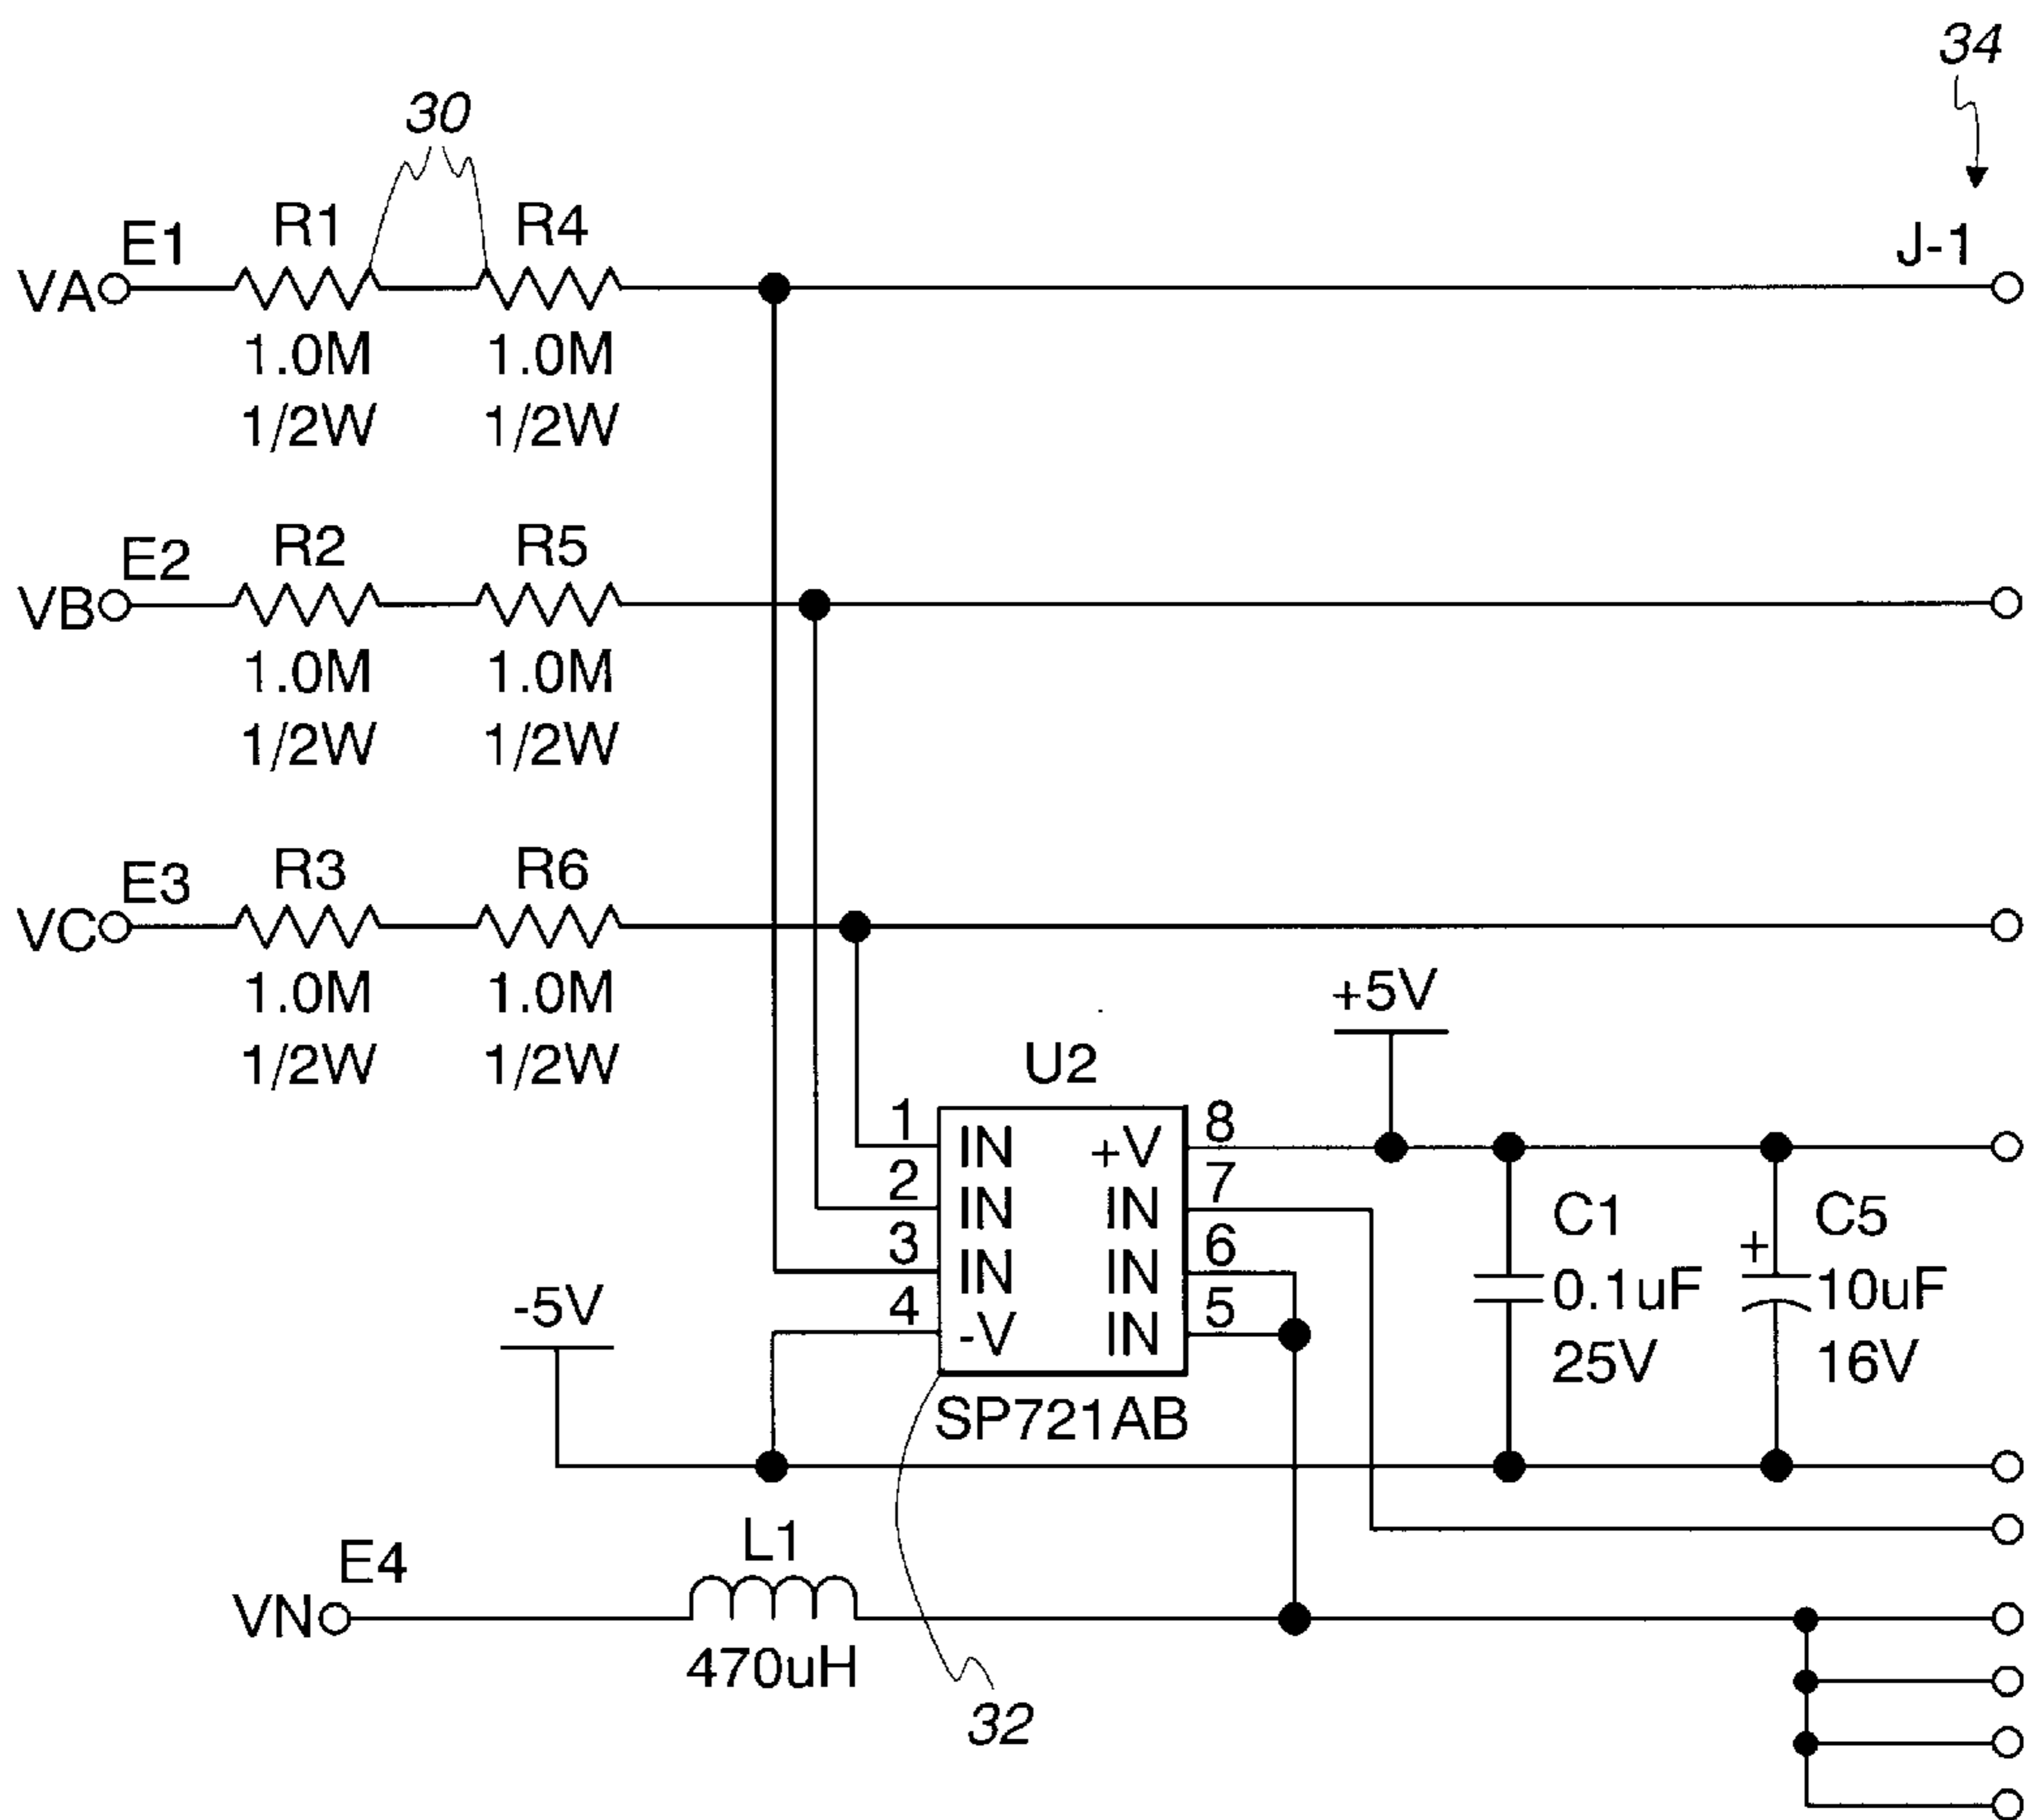 34
30
J-1
VA E1 R1 R4
1.0M 1.0M
1/2W 1/2W
VB E2 R2 R5
1.0M 1.0M
1/2W 1/2W
VC E3 R3 R6
1.0M 1.0M
1/2W 1/2W
+5V
U2
1 IN +V 8
2 IN IN 7
3 IN IN 6
4 -V IN 5
SP721AB
-5V
C1
0.1uF
25V
+ C5
10uF
16V
VN E4 L1
470uH
32